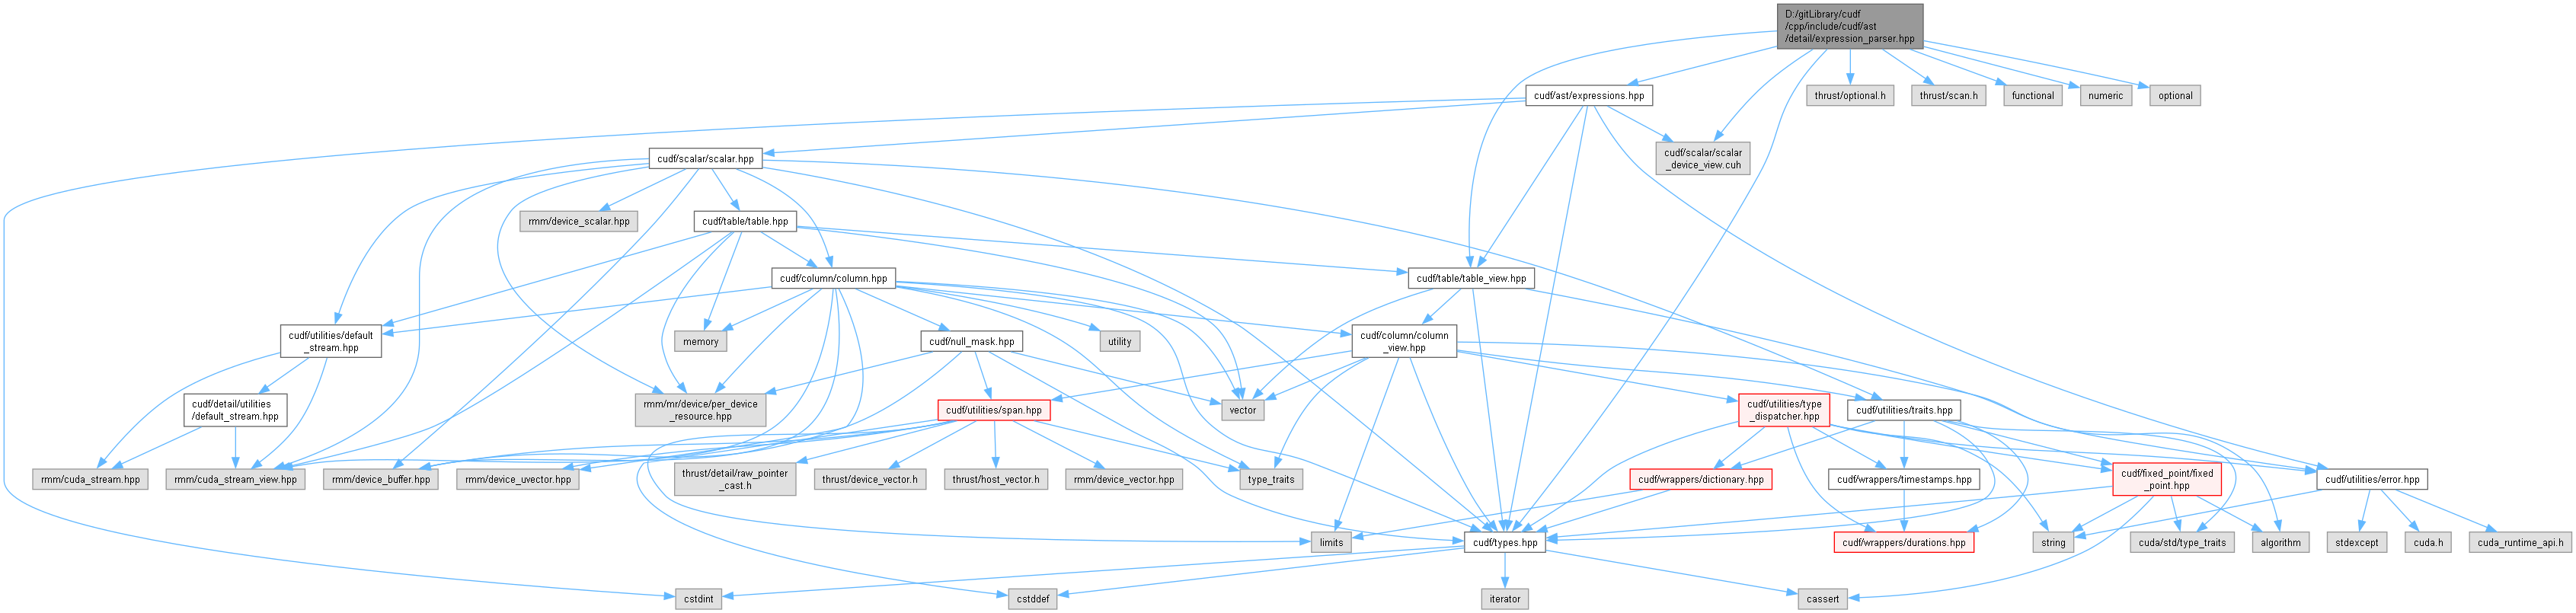 D:/gitLibrary/cudf
/cpp/include/cudf/ast
/detail/expression_parser.hpp
cudf/ast/expressions.hpp
thrust/optional.h
thrust/scan.h
functional
numeric
optional
cudf/scalar/scalar.hpp
cudf/scalar/scalar
_device_view.cuh
rmm/device_scalar.hpp
cudf/table/table.hpp
cudf/column/column.hpp
cudf/table/table_view.hpp
cudf/utilities/default
_stream.hpp
memory
cudf/null_mask.hpp
utility
cudf/column/column
_view.hpp
cudf/detail/utilities
/default_stream.hpp
rmm/mr/device/per_device
_resource.hpp
cudf/utilities/span.hpp
vector
cudf/utilities/type
_dispatcher.hpp
cudf/utilities/traits.hpp
rmm/cuda_stream.hpp
rmm/cuda_stream_view.hpp
rmm/device_buffer.hpp
rmm/device_uvector.hpp
thrust/detail/raw_pointer
_cast.h
thrust/device_vector.h
thrust/host_vector.h
rmm/device_vector.hpp
type_traits
cudf/wrappers/dictionary.hpp
cudf/wrappers/timestamps.hpp
cudf/fixed_point/fixed
_point.hpp
cudf/utilities/error.hpp
limits
cudf/types.hpp
cudf/wrappers/durations.hpp
string
cuda/std/type_traits
algorithm
stdexcept
cuda.h
cuda_runtime_api.h
cstdint
cstddef
iterator
cassert